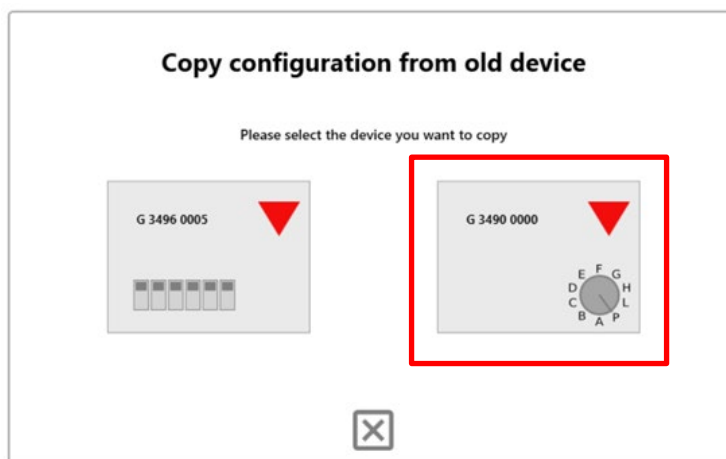 Copy configuration from old device
Please select the device you want to copy
G 3496 0005
G 3490 0000
F
E G
D H
C L
B P
A